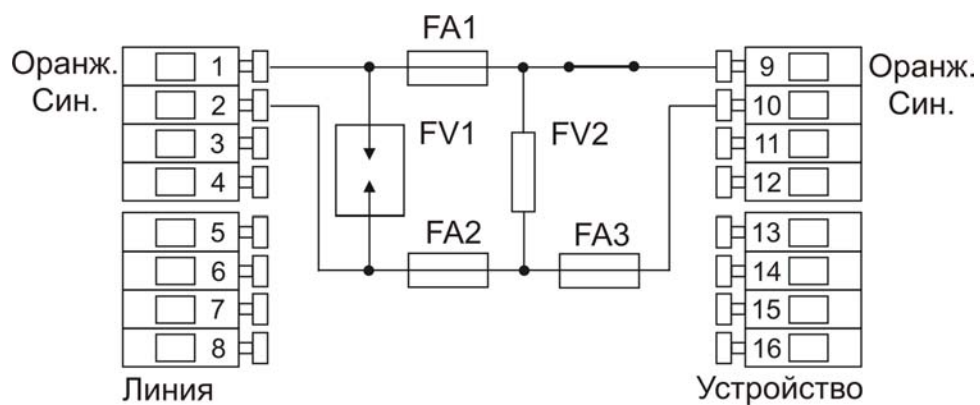 FA1
Оранж. 1 9 Оранж.
Син. 2 10 Син.
3 FV1 FV2 11
4 12
5 FA2 FA3 13
6 14
7 15
8 16
Линия Устройство